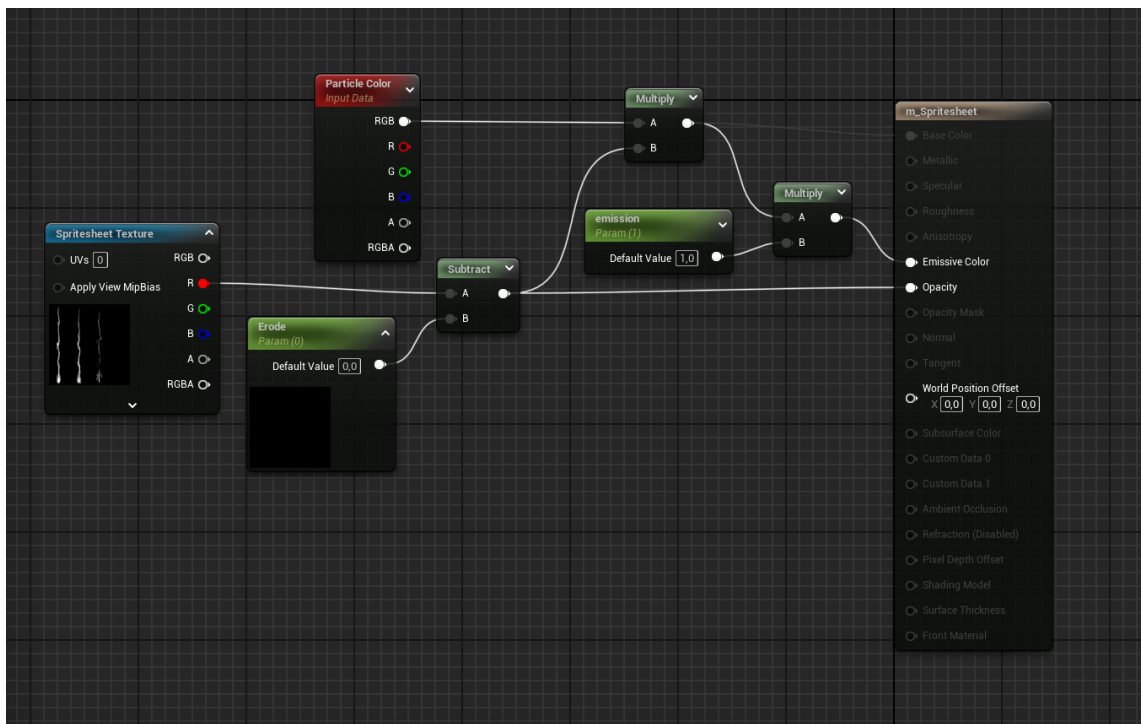 Particle Color
Input Data
RGB
R
G
B
A
RGBA
Spritesheet Texture
UVs 0
Apply View MipBias
RGB
R
G
B
A
RGBA
Erode
Param (0)
Default Value 0,0
Subtract
A
B
Multiply
A
B
emission
Param (1)
Default Value 1,0
Multiply
A
B
m_Spritesheet
Base Color
Metallic
Specular
Roughness
Anisotropy
Emissive Color
Opacity
Opacity Mask
Normal
Tangent
World Position Offset
X 0,0 Y 0,0 Z 0,0
Subsurface Color
Custom Data 0
Custom Data 1
Ambient Occlusion
Refraction (Disabled)
Pixel Depth Offset
Shading Model
Surface Thickness
Front Material